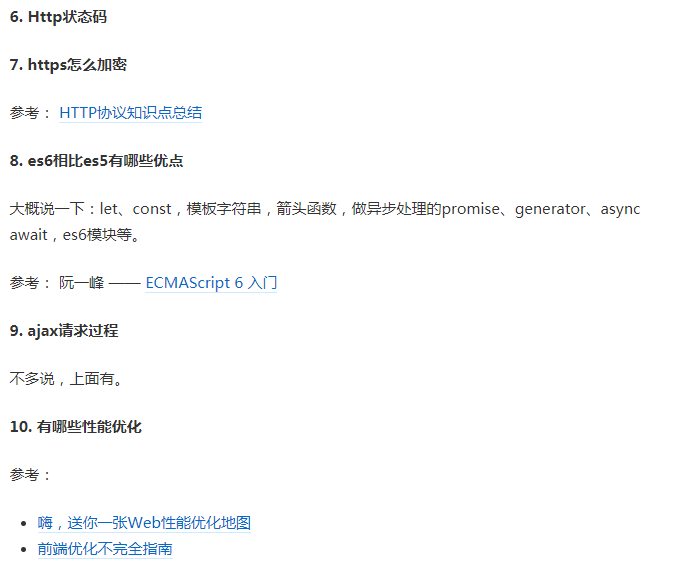 6. Http状态码
7. https怎么加密
参考： HTTP协议知识点总结
8. es6相比es5有哪些优点
大概说一下：let、const，模板字符串，箭头函数，做异步处理的promise、generator、async
await，es6模块等。
参考： 阮一峰 —— ECMAScript 6 入门
9. ajax请求过程
不多说，上面有。
10. 有哪些性能优化
参考：
• 嗨，送你一张Web性能优化地图
• 前端优化不完全指南